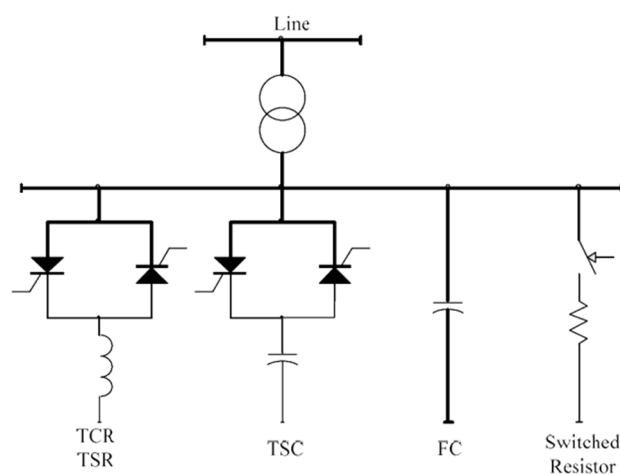 Line
TCR
TSR
TSC
FC
Switched
Resistor